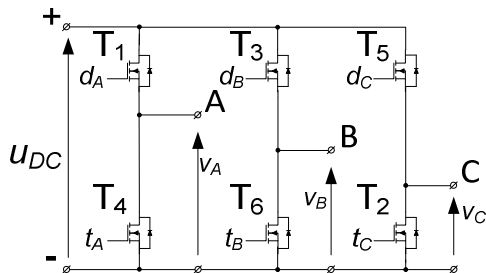 +
T1 T3 T5
dA dB dC
A
B
C
uDC
vA
vB
vC
T4 T6 T2
tA tB tC
-